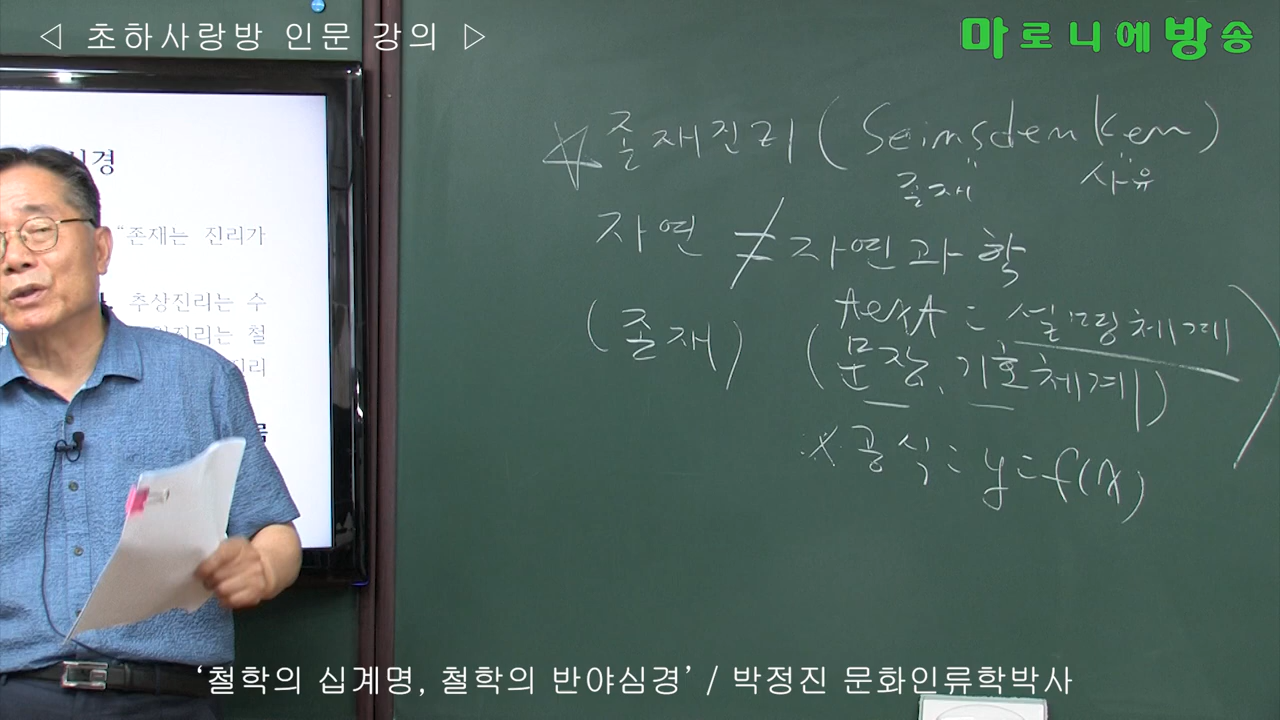 ◁ 초하사랑방 인문 강의 ▷
마로니에방송
심경
“존재는 진리가
추상진리는 수
진리는 철
진리
☆ 존재진리 (Seinsdenken)
존재 사유
자연 ≠ 자연과학
(존재)
text = 설명체계
(문장, 기호체계)
※ 공식 = y=f(x)
‘철학의 십계명, 철학의 반야심경’ / 박정진 문화인류학박사